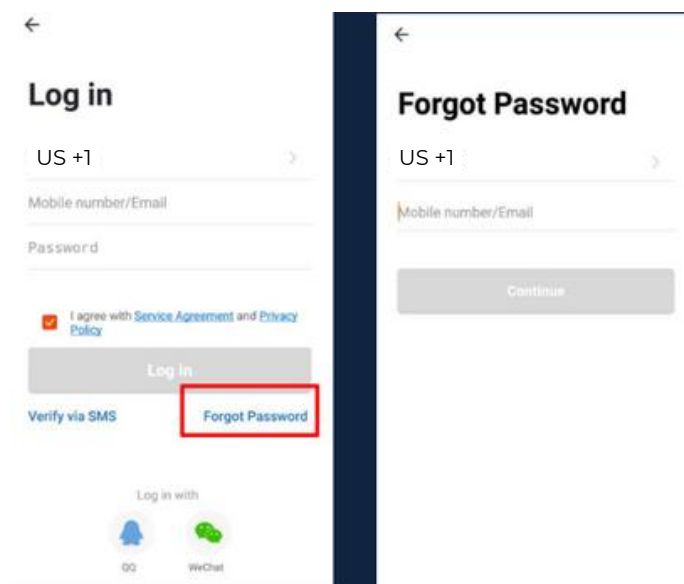 Log in
US +1
Mobile number/Email
Password
I agree with Service Agreement and Privacy
Policy
Log in
Verify via SMS
Forgot Password
Log in with
QQ
WeChat
Forgot Password
US +1
Mobile number/Email
Continue